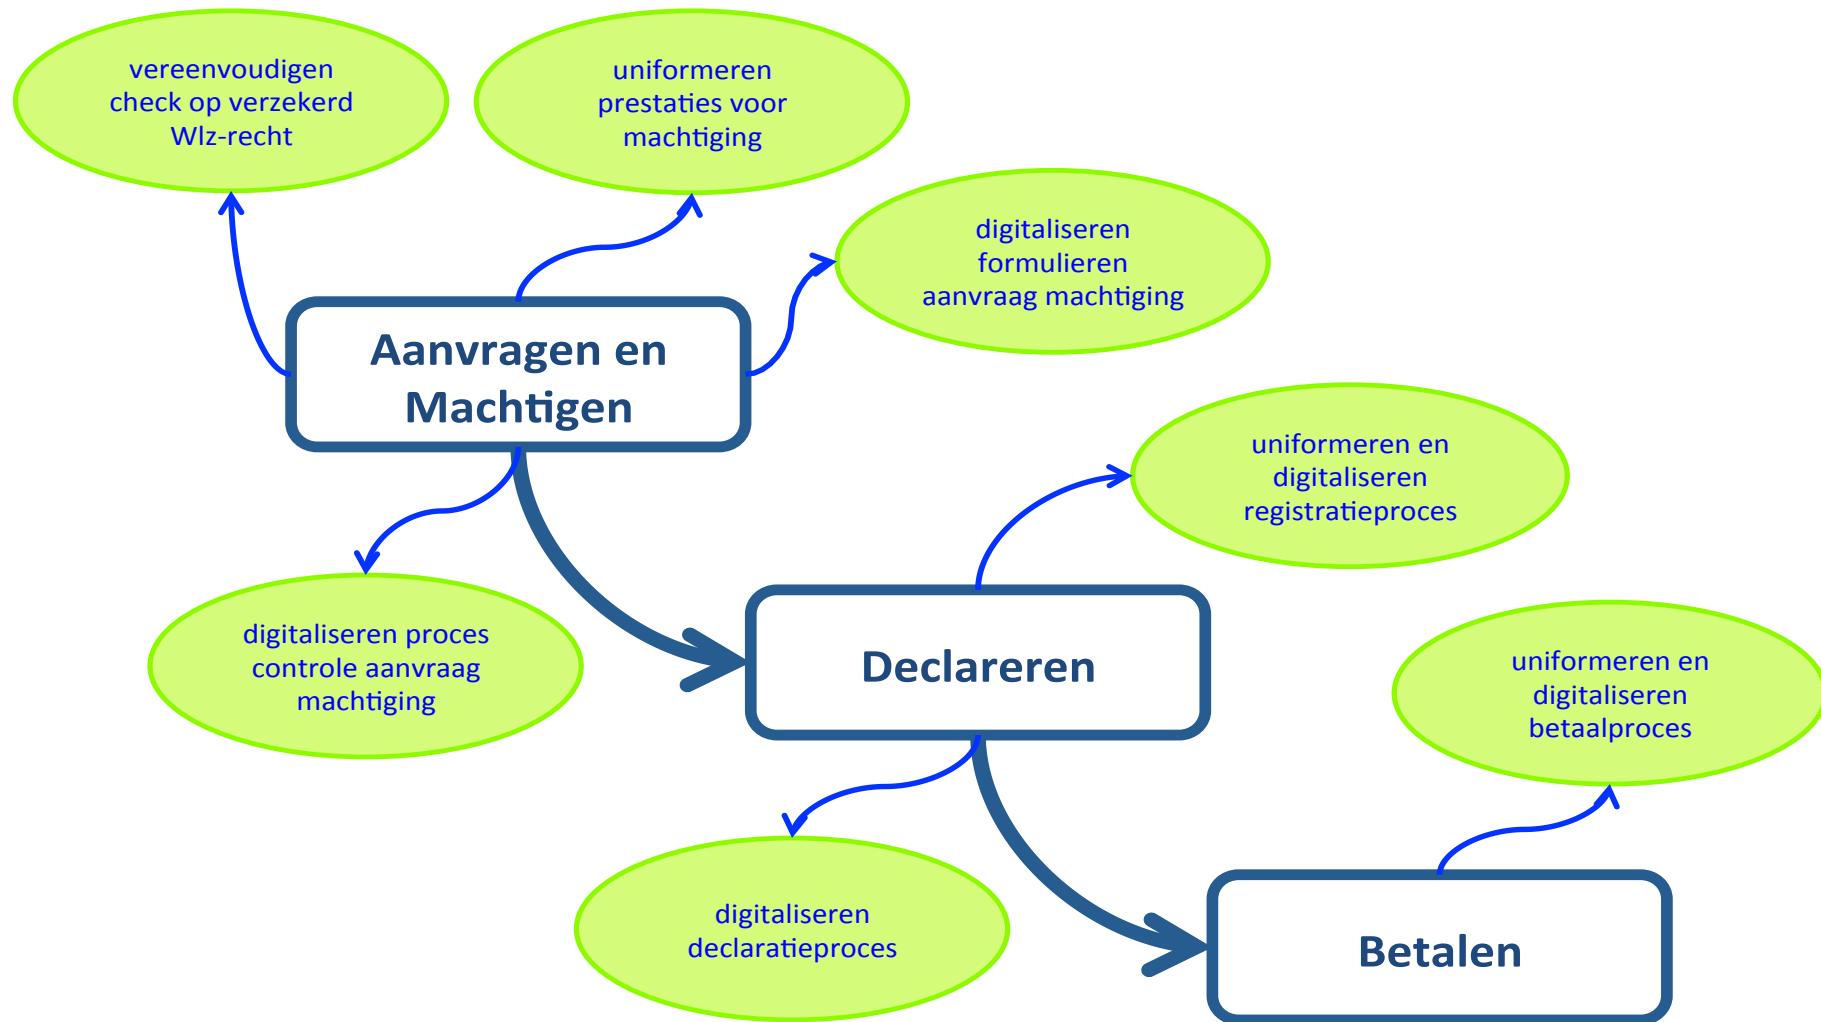 vereenvoudigen
check op verzekerd
Wlz-recht
uniformeren
prestaties voor
machtiging
digitaliseren
formulieren
aanvraag machtiging
Aanvragen en
Machtigen
uniformeren en
digitaliseren
registratieproces
digitaliseren proces
controle aanvraag
machtiging
Declareren
uniformeren en
digitaliseren
betaalproces
digitaliseren
declaratieproces
Betalen